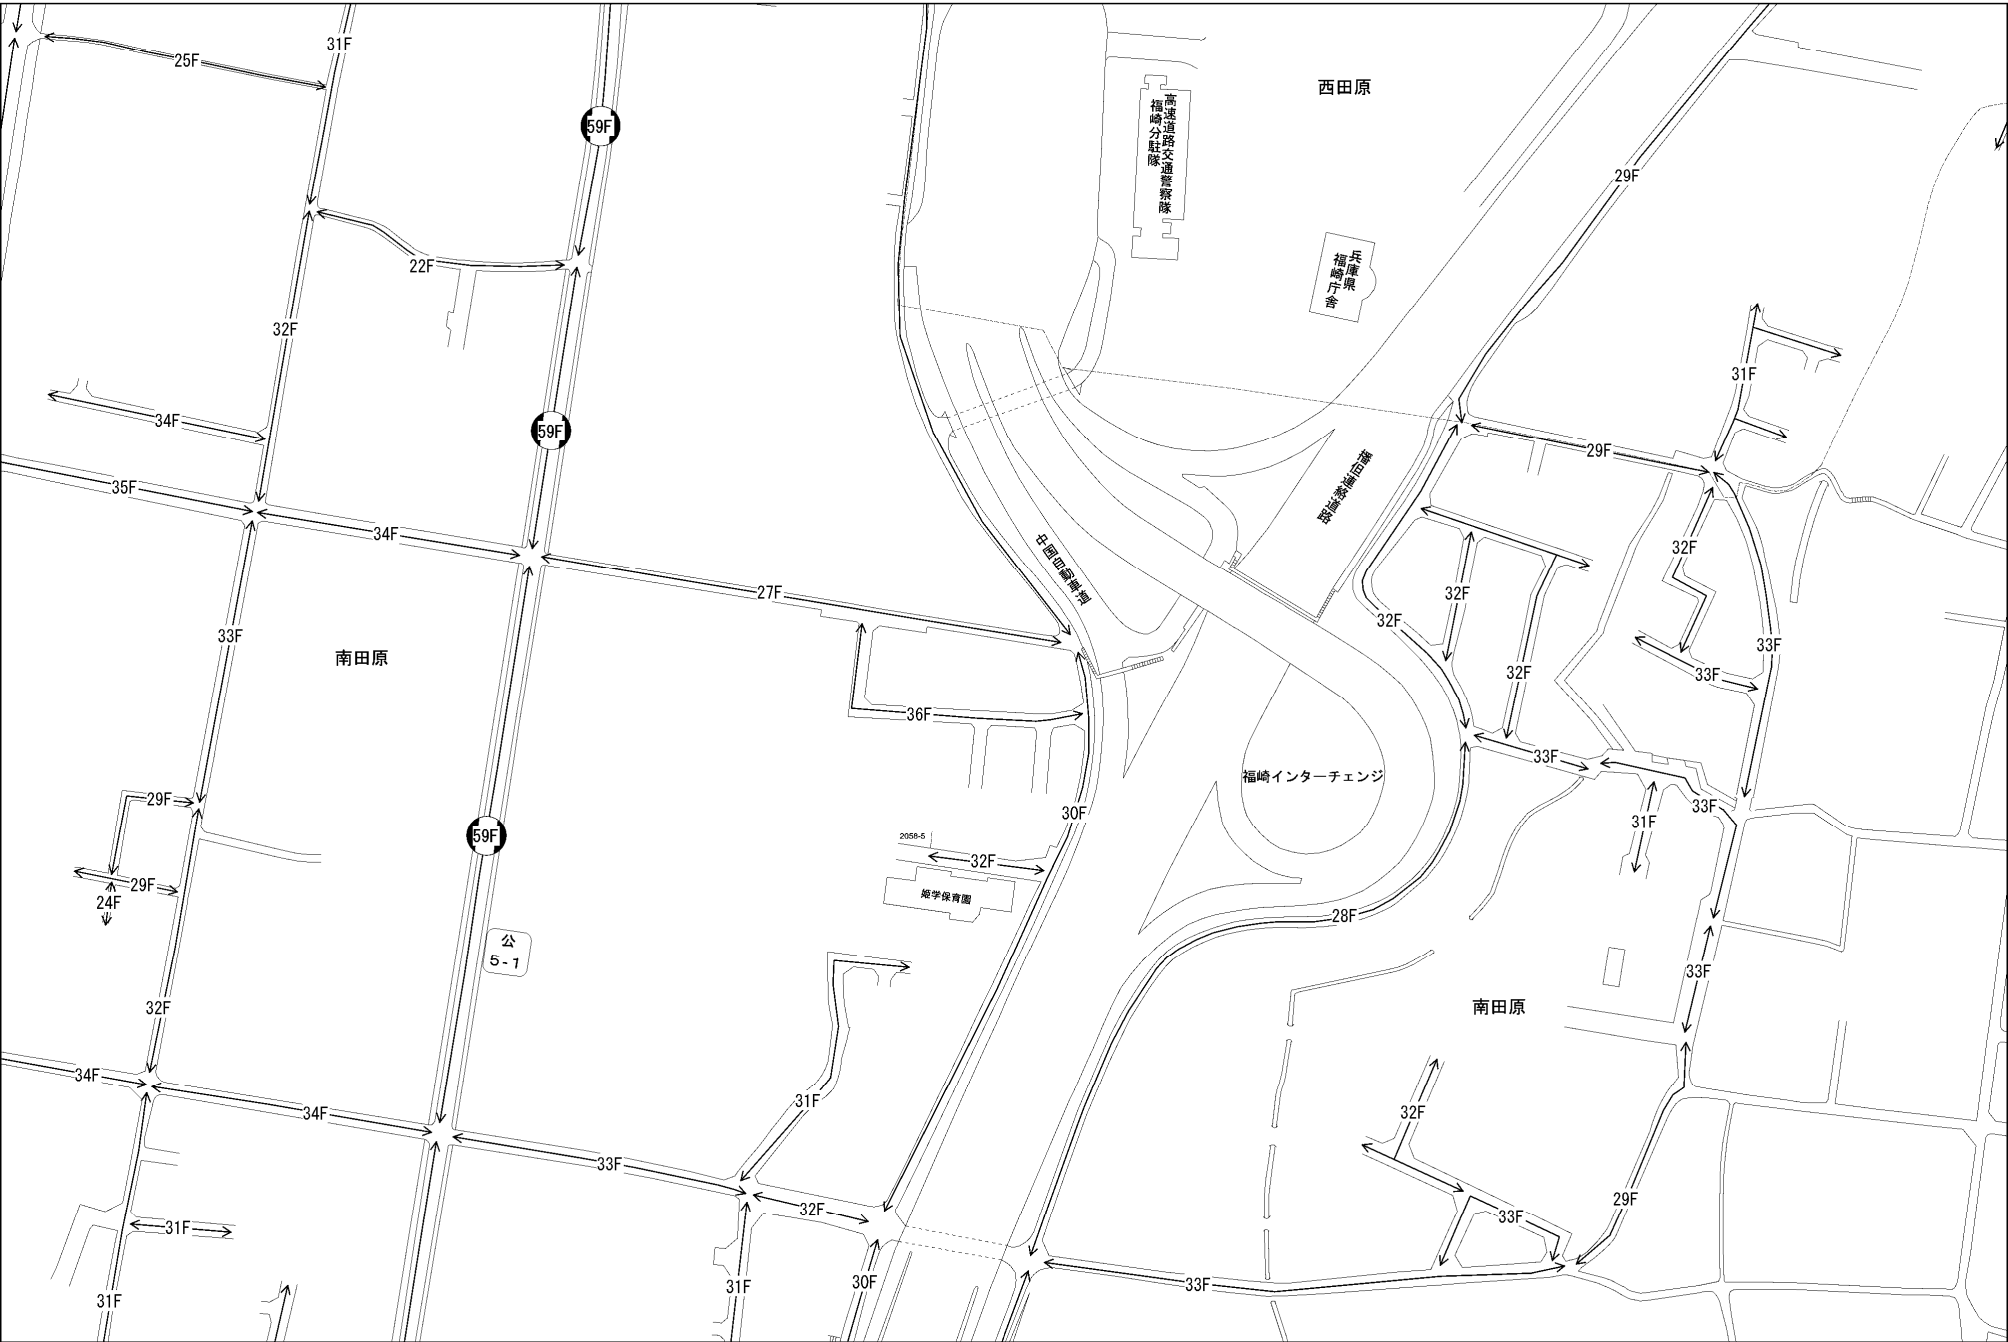 31F
25F
59F
西田原
高速道路交通警察隊
福崎分駐隊
29F
兵庫県
福崎庁舎
22F
32F
31F
34F
59F
29F
播但連絡道路
35F
34F
中国自動車道
32F
27F
32F
32F
33F
南田原
33F
32F
33F
36F
33F
福崎インターチェンジ
29F
59F
30F
2058-5
33F
31F
32F
29F
24F
姫学保育園
28F
公
5-1
33F
32F
南田原
34F
34F
31F
32F
33F
29F
32F
33F
31F
31F
31F
30F
33F